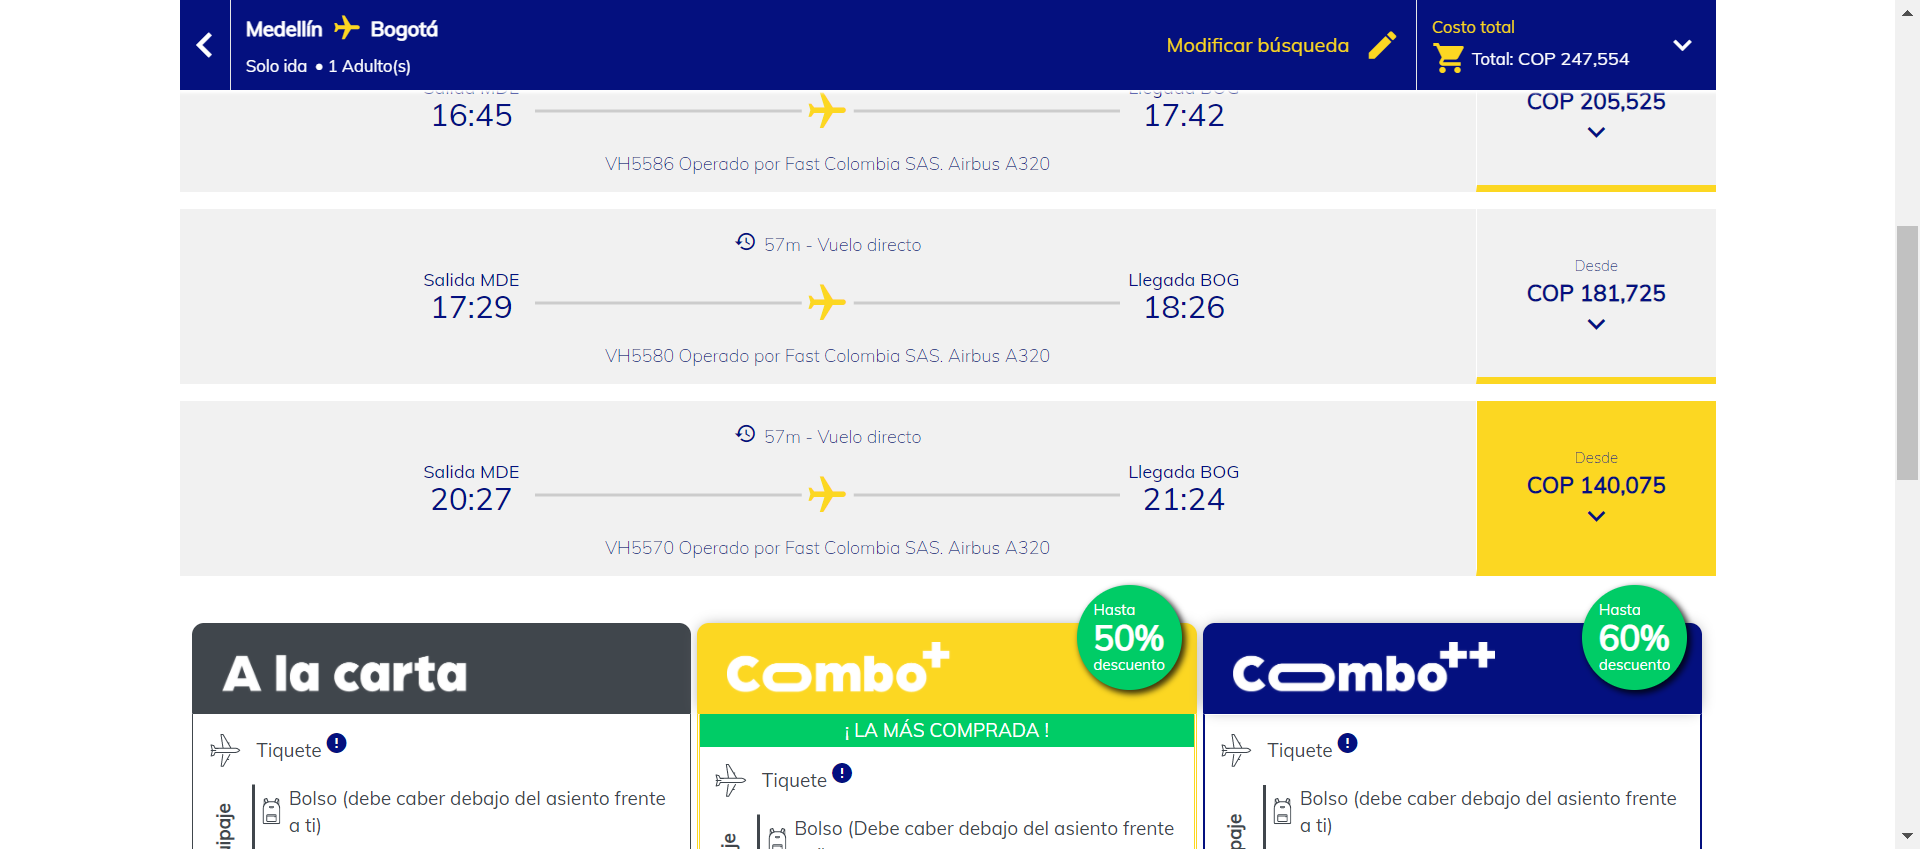 Medellín Bogotá
Solo ida • 1 Adulto(s)
Modificar búsqueda
Costo total
Total: COP 247,554
Salida MDE
16:45
Llegada BOG
17:42
COP 205,525
VH5586 Operado por Fast Colombia SAS. Airbus A320
57m - Vuelo directo
Salida MDE
17:29
Llegada BOG
18:26
Desde
COP 181,725
VH5580 Operado por Fast Colombia SAS. Airbus A320
57m - Vuelo directo
Salida MDE
20:27
Llegada BOG
21:24
Desde
COP 140,075
VH5570 Operado por Fast Colombia SAS. Airbus A320
A la carta
Tiquete !
Bolso (debe caber debajo del asiento frente
a ti)
Combo+
Hasta
50%
descuento
¡ LA MÁS COMPRADA !
Tiquete !
Bolso (Debe caber debajo del asiento frente
Combo++
Hasta
60%
descuento
Tiquete !
Bolso (debe caber debajo del asiento frente
a ti)